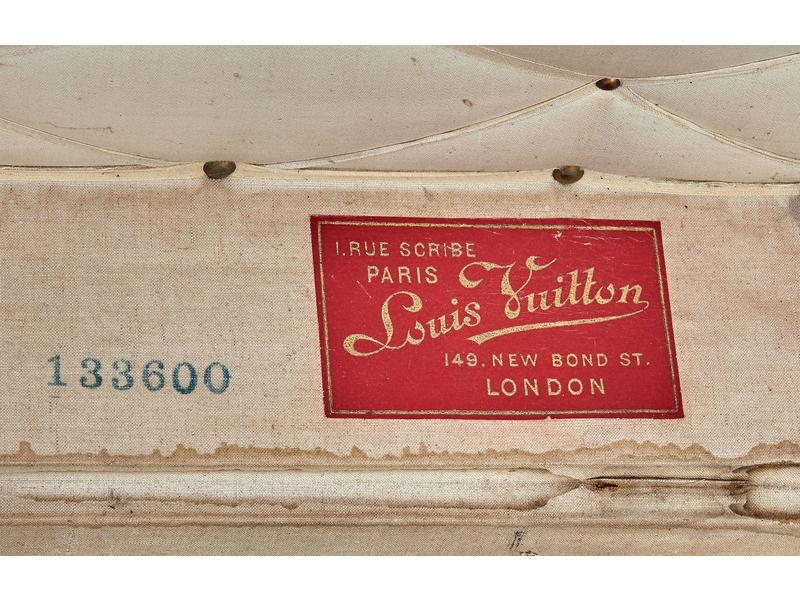 1. RUE SCRIBE
PARIS
Louis Vuitton
149. NEW BOND ST.
LONDON
133600